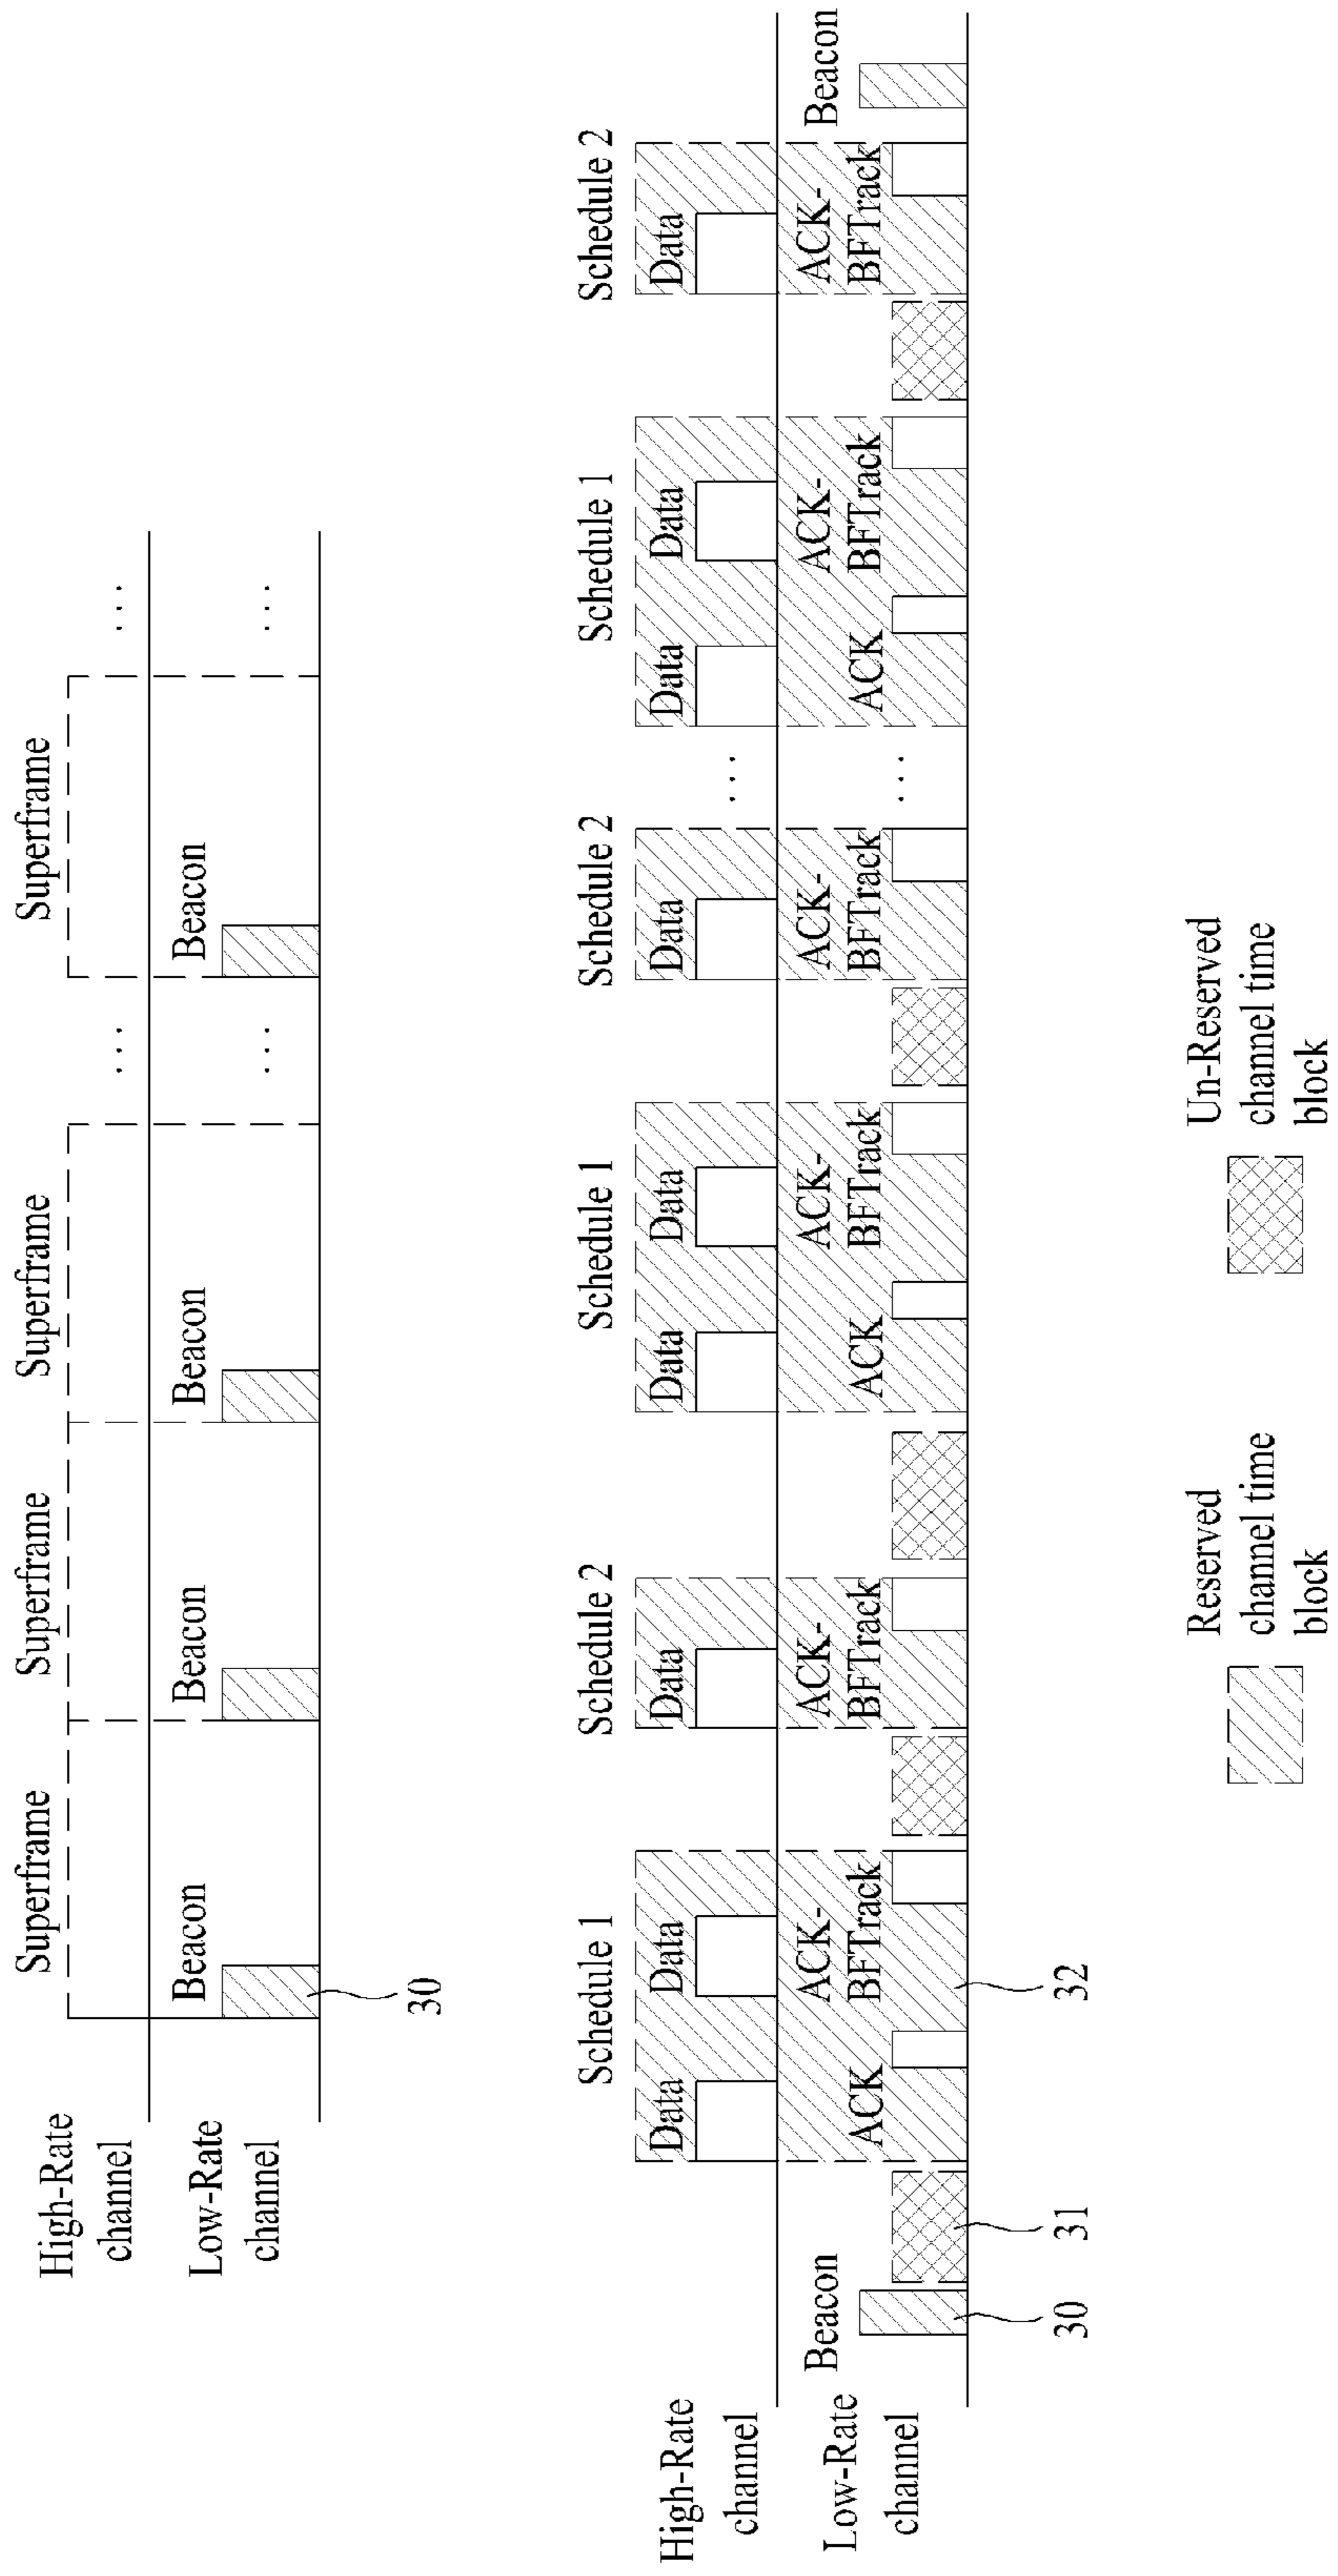 Superframe
Superframe
Superframe
Superframe
High-Rate
channel
...
...
Beacon
Beacon
Beacon
Beacon
Low-Rate
channel
...
...
30
Schedule 1
Schedule 2
Schedule 1
Schedule 2
Schedule 1
Schedule 2
High-Rate
channel
Data
Data
Data
Data
Data
Data
...
Data
Data
Data
Low-Rate
channel
Beacon
ACK
ACK-
BFTrack
ACK-
BFTrack
ACK
ACK-
BFTrack
ACK-
BFTrack
...
ACK
ACK-
BFTrack
ACK-
BFTrack
Beacon
30
31
32
Reserved
channel time
block
Un-Reserved
channel time
block